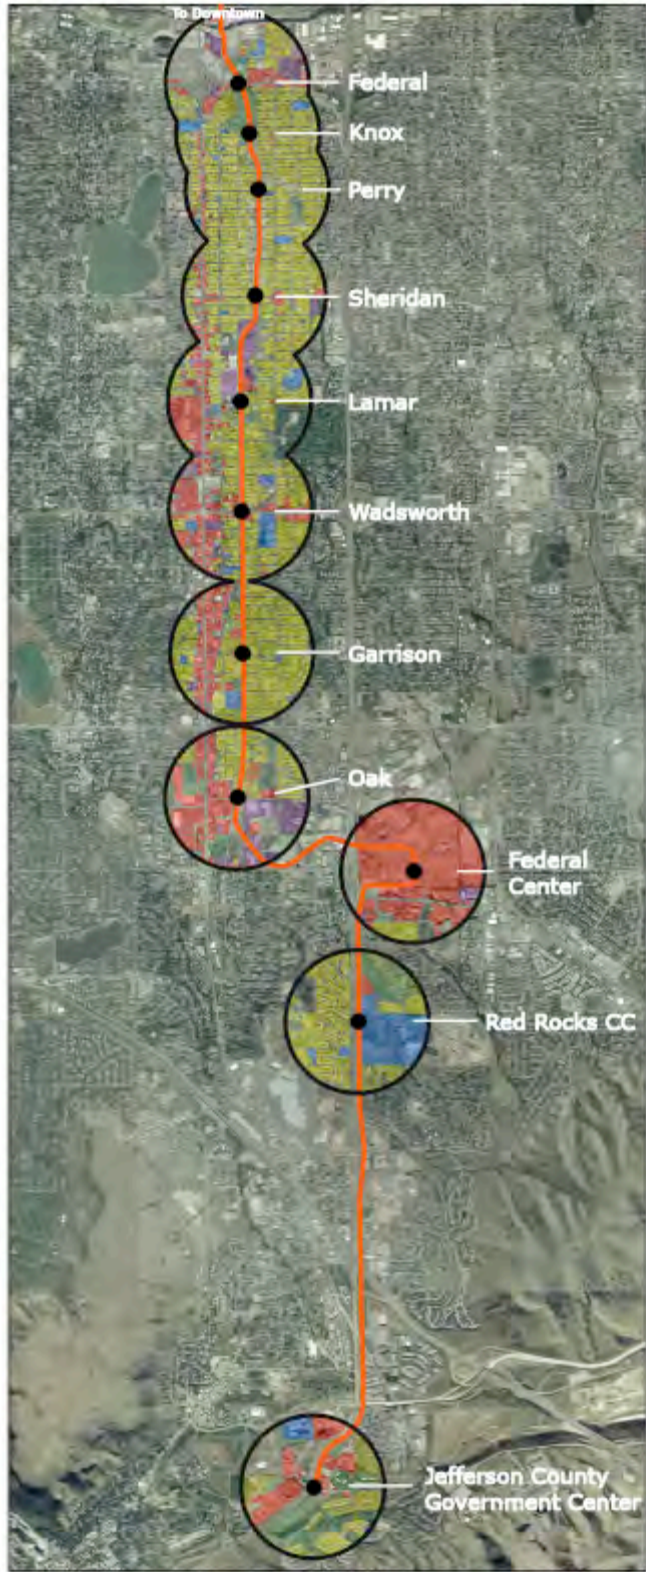 To Downtown
Federal
Knox
Perry
Sheridan
Lamar
Wadsworth
Garrison
Oak
Federal
Center
Red Rocks CC
Jefferson County
Government Center